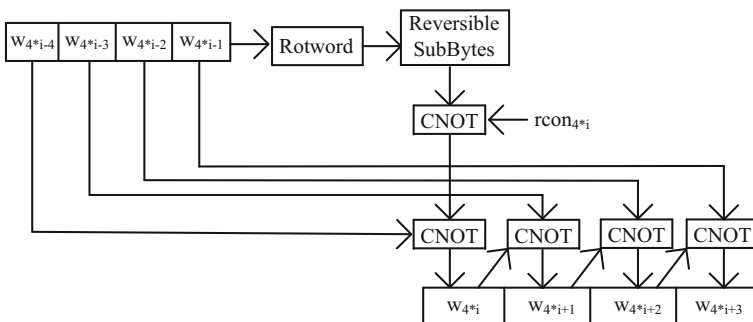 w4*i-4 w4*i-3 w4*i-2 w4*i-1
Rotword
Reversible
SubBytes
CNOT
rcon4*i
CNOT CNOT CNOT CNOT
w4*i w4*i+1 w4*i+2 w4*i+3